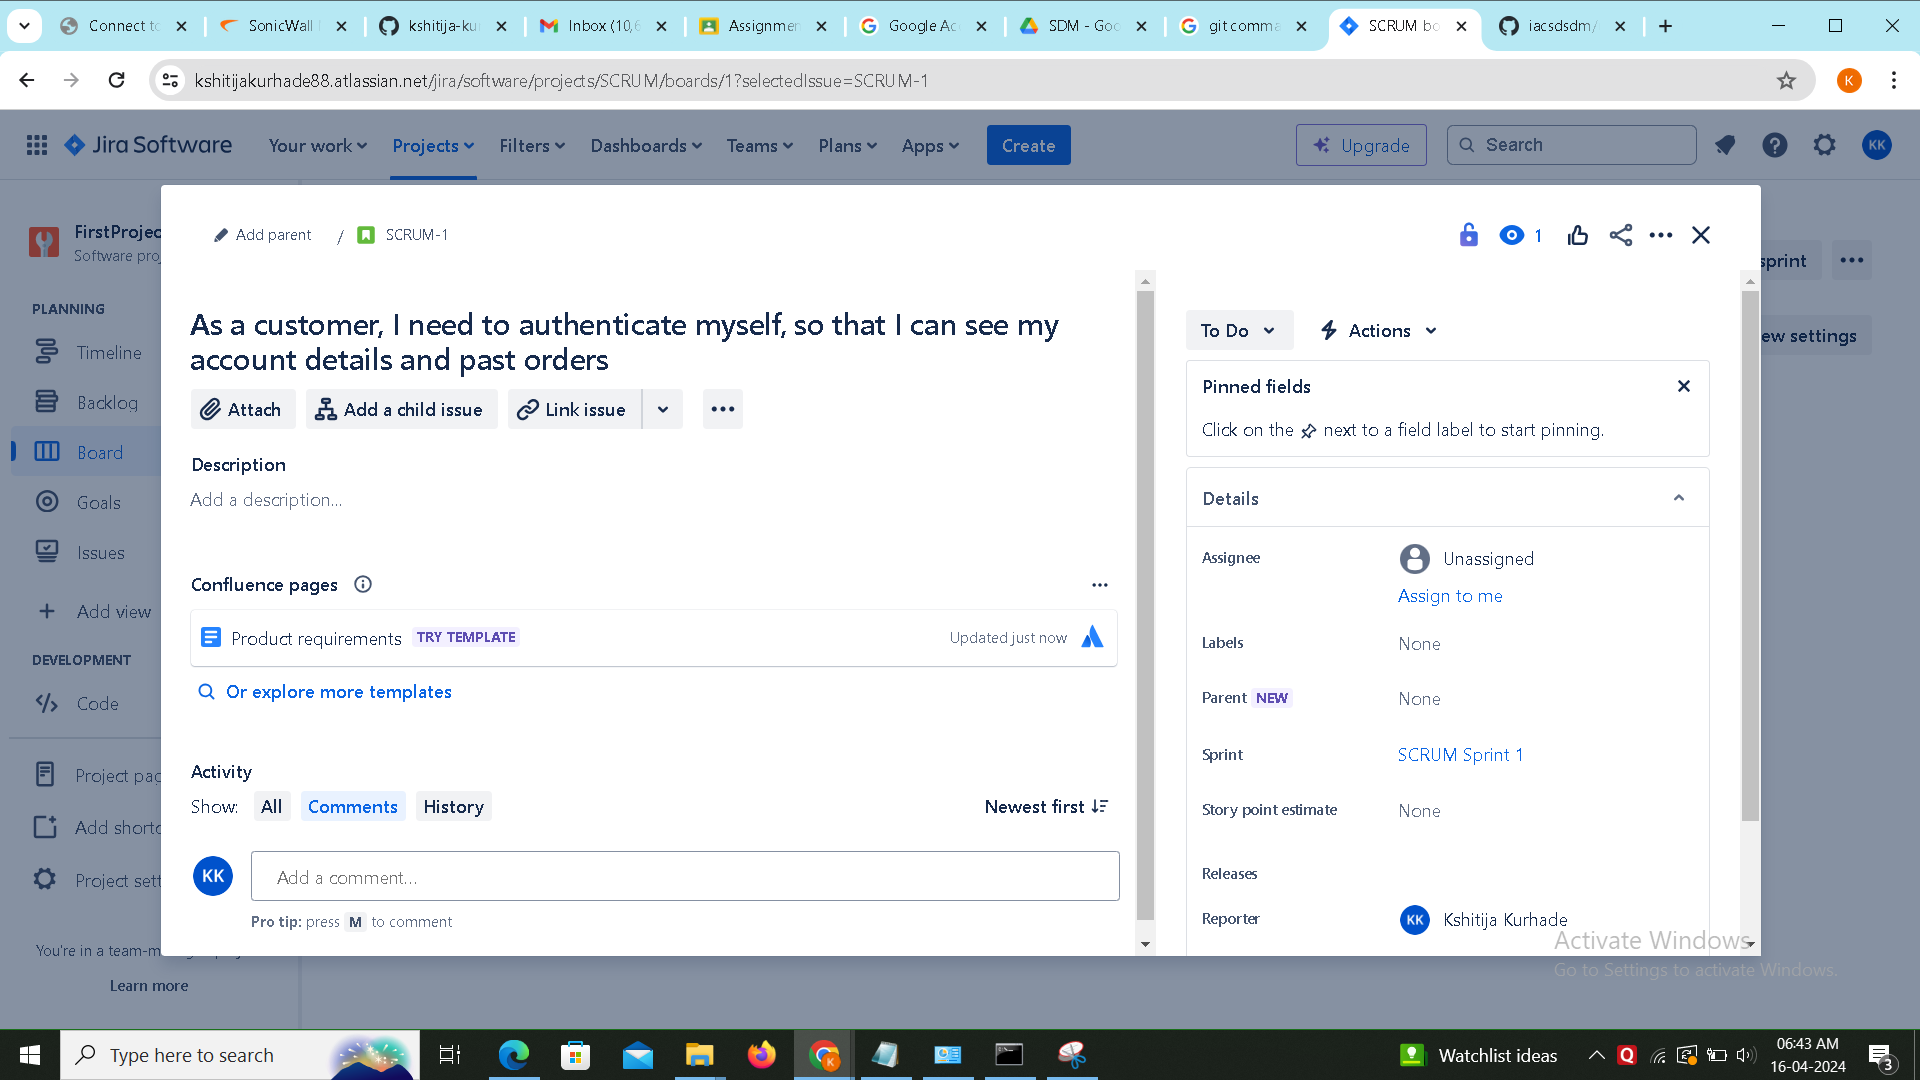 Connect to
SonicWall
kshitija-ku
Inbox (10,6
Assignmen
Google Ac
SDM - Goo
git comma
SCRUM bo
iacsdsdm/
kshitijakurhade88.atlassian.net/jira/software/projects/SCRUM/boards/1?selectedIssue=SCRUM-1
K
Jira Software
Your work
Projects
Filters
Dashboards
Teams
Plans
Apps
Create
Upgrade
Search
KK
FirstProjec
Software proj
PLANNING
Timeline
Backlog
Board
Goals
Issues
Add view
DEVELOPMENT
Code
Project pag
Add shortc
Project sett
You're in a team-m
Learn more
sprint
ew settings
Add parent
/
SCRUM-1
1
As a customer, I need to authenticate myself, so that I can see my
account details and past orders
Attach
Add a child issue
Link issue
Description
Add a description...
Confluence pages
Product requirements
TRY TEMPLATE
Updated just now
Or explore more templates
Activity
Show:
All
Comments
History
Newest first
KK
Add a comment...
Pro tip: press M to comment
To Do
Actions
Pinned fields
Click on the next to a field label to start pinning.
Details
Assignee
Unassigned
Assign to me
Labels
None
Parent NEW
None
Sprint
SCRUM Sprint 1
Story point estimate
None
Releases
Reporter
KK
Kshitija Kurhade
Activate Windows
Go to Settings to activate Windows.
Type here to search
K
Watchlist ideas
Q
06:43 AM
16-04-2024
3